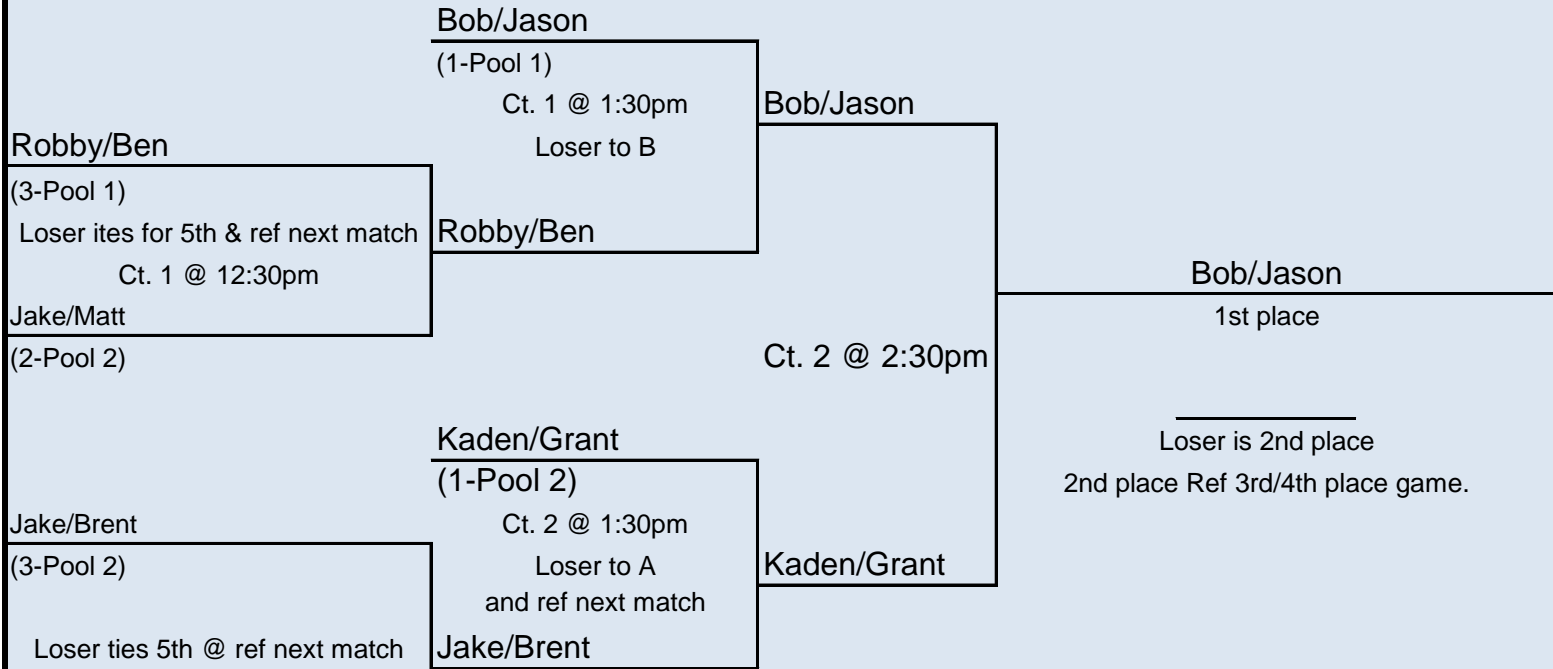 Bob/Jason
(1-Pool 1)
Ct. 1 @ 1:30pm
Bob/Jason
Robby/Ben
Loser to B
(3-Pool 1)
Loser ites for 5th & ref next match
Robby/Ben
Ct. 1 @ 12:30pm
Bob/Jason
Jake/Matt
1st place
(2-Pool 2)
Ct. 2 @ 2:30pm
Kaden/Grant
Loser is 2nd place
(1-Pool 2)
2nd place Ref 3rd/4th place game.
Jake/Brent
Ct. 2 @ 1:30pm
(3-Pool 2)
Loser to A
Kaden/Grant
and ref next match
Loser ties 5th @ ref next match
Jake/Brent